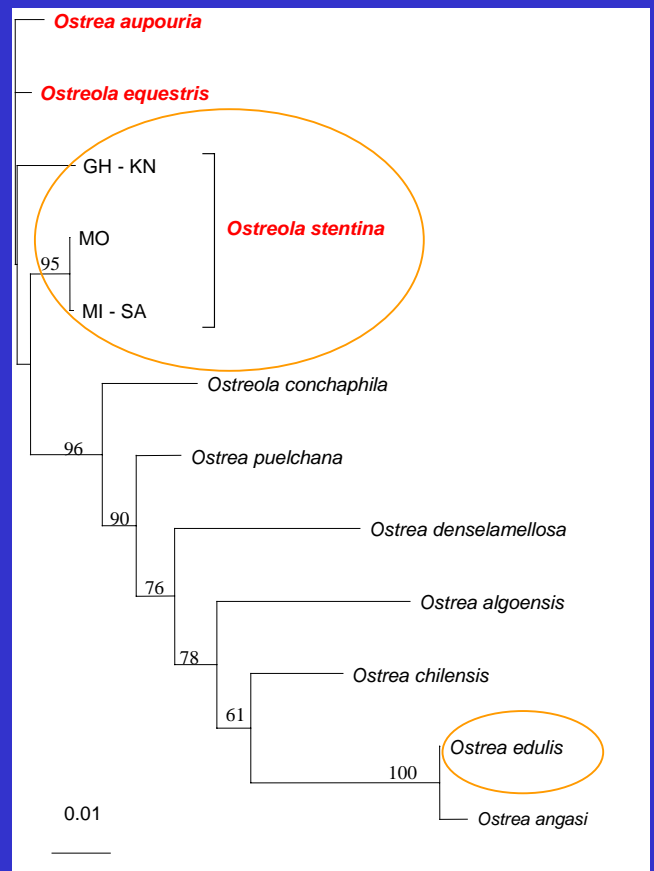 Ostrea aupouria
Ostreola equestris
GH - KN
Ostreola stentina
MO
95
MI - SA
Ostreola conchaphila
96
Ostrea puelchana
90
Ostrea denselamellosa
76
Ostrea algoensis
78
Ostrea chilensis
61
Ostrea edulis
100
Ostrea angasi
0.01